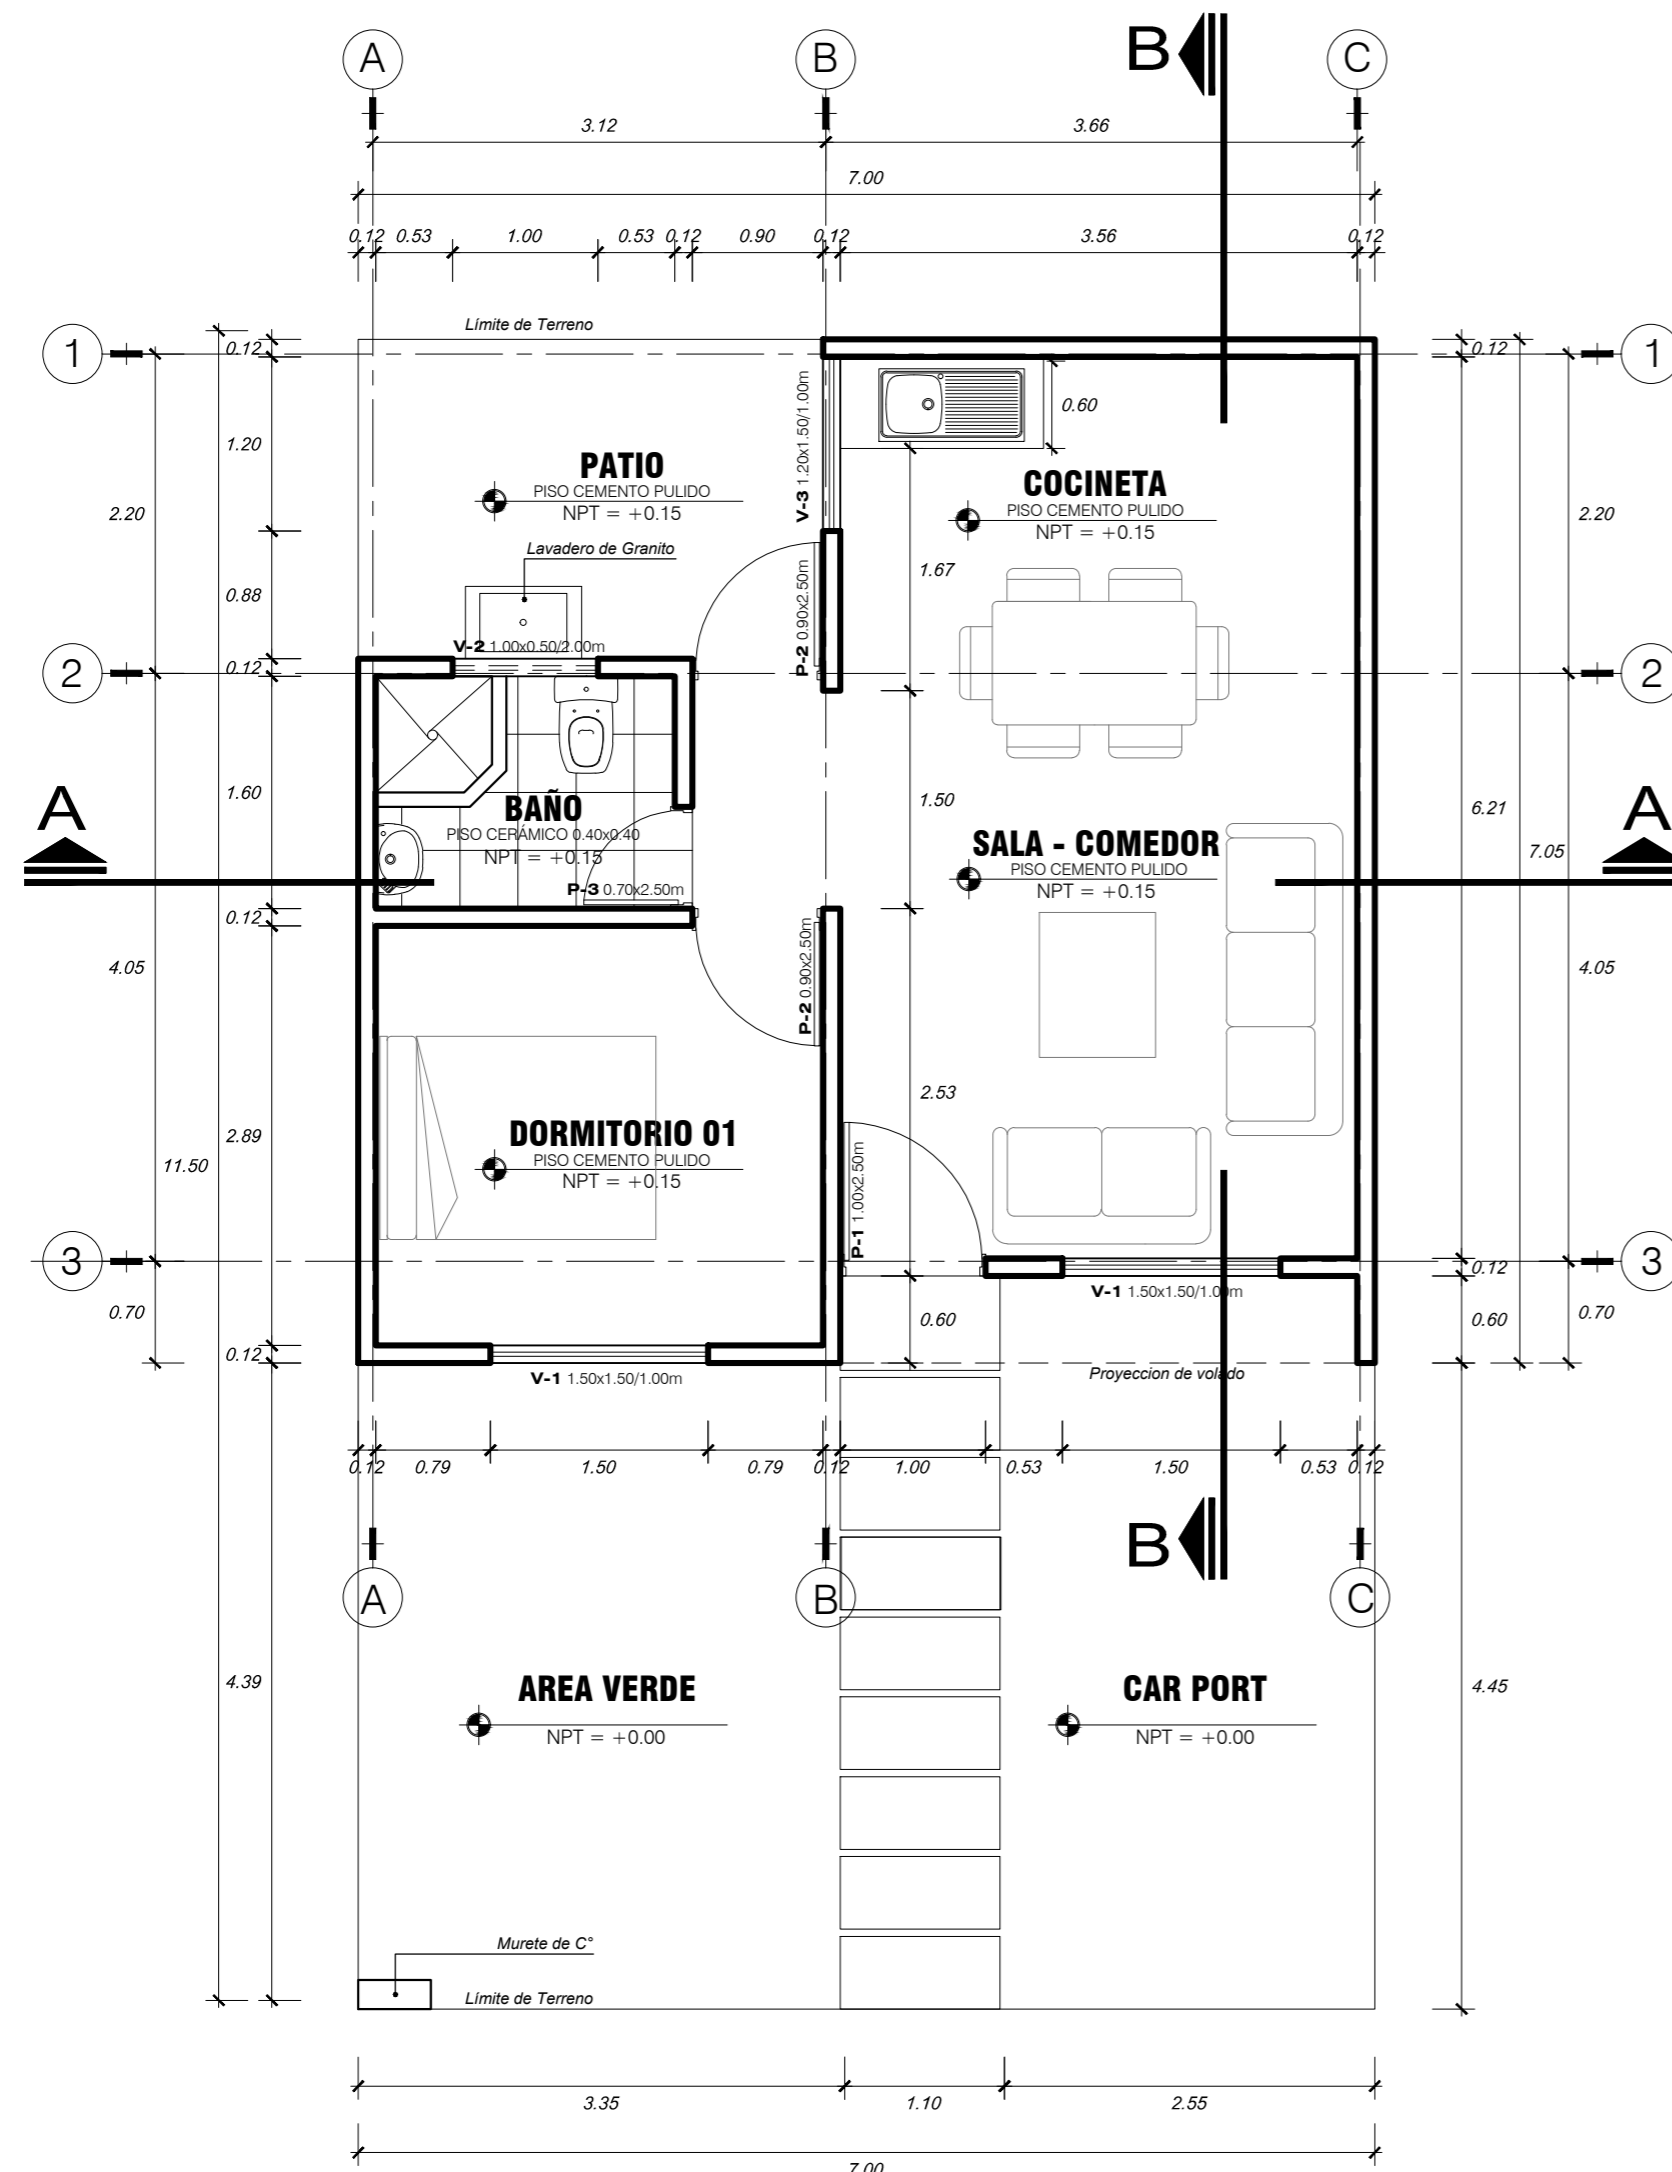 A
B
B
C
3.12
3.66
7.00
0.12
0.53
1.00
0.53
0.12
0.90
0.12
3.56
0.12
Límite de Terreno
1
0.12
0.12
1
0.60
V-3 1.20x1.50/1.00m
1.20
PATIO
PISO CEMENTO PULIDO
NPT = +0.15
COCINETA
PISO CEMENTO PULIDO
NPT = +0.15
2.20
2.20
Lavadero de Granito
1.67
0.88
P-2 0.90x2.50m
V-2 1.00x0.50/2.00m
2
0.12
2
1.60
BAÑO
PISO CERÁMICO 0.40x0.40
NPT = +0.15
P-3 0.70x2.50m
1.50
6.21
7.05
A
A
SALA - COMEDOR
PISO CEMENTO PULIDO
NPT = +0.15
0.12
4.05
4.05
P-2 0.90x2.50m
2.53
2.89
11.50
DORMITORIO 01
PISO CEMENTO PULIDO
NPT = +0.15
P-1 1.00x2.50m
3
0.12
3
V-1 1.50x1.50/1.00m
0.70
0.60
0.60
0.70
0.12
V-1 1.50x1.50/1.00m
Proyeccion de volado
0.12
0.79
1.50
0.79
0.12
1.00
0.53
1.50
0.53
0.12
B
A
B
C
4.39
4.45
AREA VERDE
NPT = +0.00
CAR PORT
NPT = +0.00
Murete de C°
Límite de Terreno
3.35
1.10
2.55
7.00